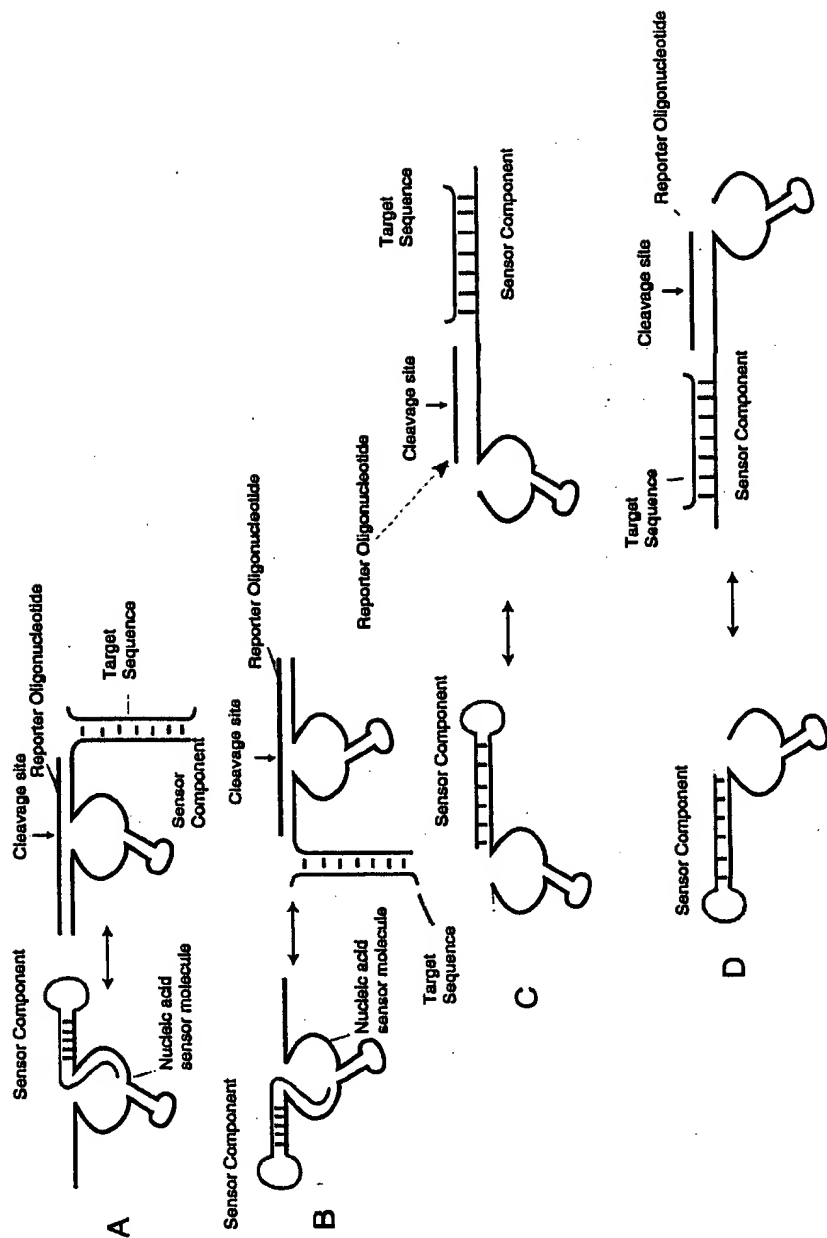 A
Sensor Component
Nucleic acid
sensor molecule
Cleavage site
Reporter Oligonucleotide
Target
Sequence
Sensor
Component
B
Sensor Component
Nucleic acid
sensor molecule
Cleavage site
Reporter Oligonucleotide
Target
Sequence
C
Sensor Component
Reporter Oligonucleotide
Cleavage site
Target
Sequence
Sensor Component
D
Sensor Component
Target
Sequence
Sensor Component
Cleavage site
Reporter Oligonucleotide